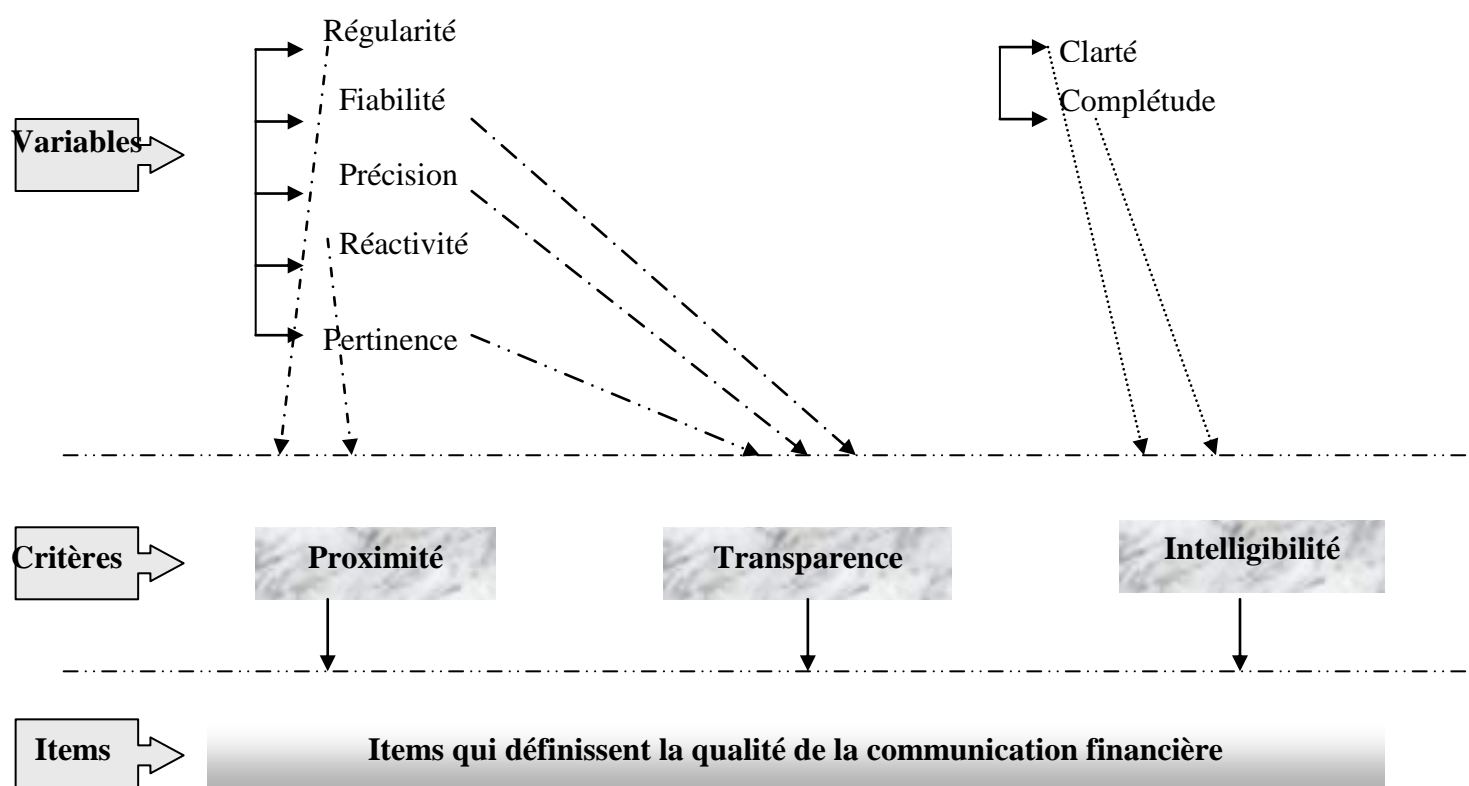 Régularité
Clarté
Fiabilité
Complétude
Variables
Précision
Réactivité
Pertinence
Critères
Proximité
Transparence
Intelligibilité
Items
Items qui définissent la qualité de la communication financière